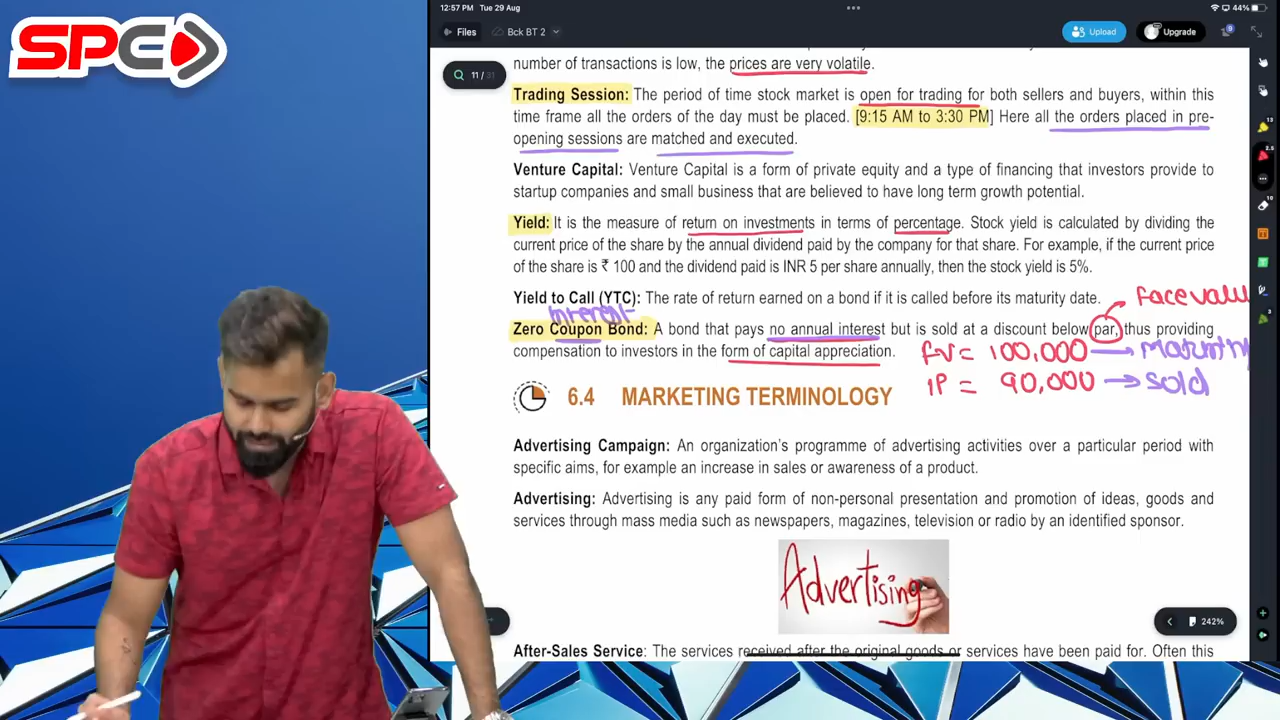 SPC
12:57 PM Tue 29 Aug
44%
Files
Bck BT 2
Upload
Upgrade
number of transactions is low, the prices are very volatile.
11 / 31
Trading Session: The period of time stock market is open for trading for both sellers and buyers, within this
time frame all the orders of the day must be placed. [9:15 AM to 3:30 PM] Here all the orders placed in pre-
opening sessions are matched and executed.
Venture Capital: Venture Capital is a form of private equity and a type of financing that investors provide to
startup companies and small business that are believed to have long term growth potential.
Yield: It is the measure of return on investments in terms of percentage. Stock yield is calculated by dividing the
current price of the share by the annual dividend paid by the company for that share. For example, if the current price
of the share is ₹ 100 and the dividend paid is INR 5 per share annually, then the stock yield is 5%.
Yield to Call (YTC): The rate of return earned on a bond if it is called before its maturity date.
Face valu
interest
Zero Coupon Bond: A bond that pays no annual interest but is sold at a discount below par, thus providing
compensation to investors in the form of capital appreciation.
FV = 100,000 → maturity
IP = 90,000 → sold
6.4 MARKETING TERMINOLOGY
Advertising Campaign: An organization's programme of advertising activities over a particular period with
specific aims, for example an increase in sales or awareness of a product.
Advertising: Advertising is any paid form of non-personal presentation and promotion of ideas, goods and
services through mass media such as newspapers, magazines, television or radio by an identified sponsor.
Advertising
242%
After-Sales Service: The services received after the original goods or services have been paid for. Often this